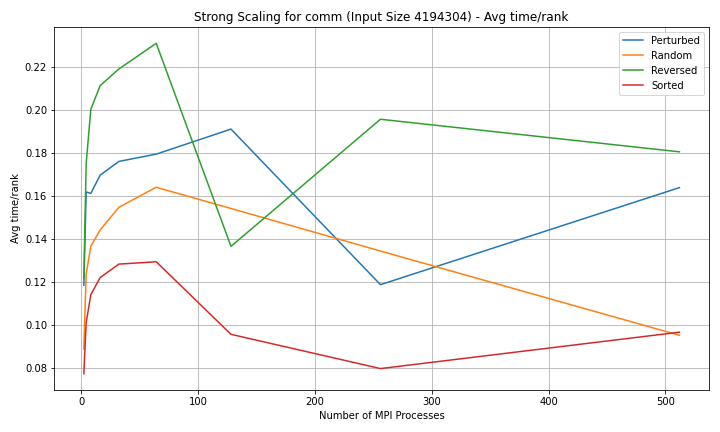 Strong Scaling for comm (Input Size 4194304) - Avg time/rank
Perturbed
Random
Reversed
Sorted
0.22
0.20
0.18
0.16
0.14
0.12
0.10
0.08
Avg time/rank
0 100 200 300 400 500
Number of MPI Processes